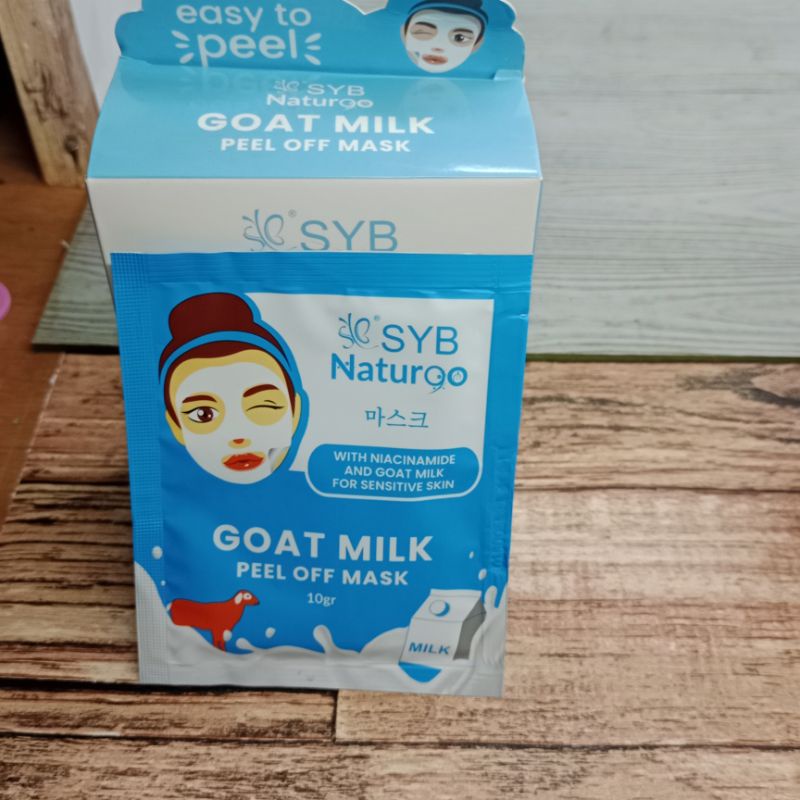 easy to
peel
SYB
Naturgo
GOAT MILK
PEEL OFF MASK
SYB
SYB
Naturgo
마스크
WITH NIACINAMIDE
AND GOAT MILK
FOR SENSITIVE SKIN
GOAT MILK
PEEL OFF MASK
10gr
MILK